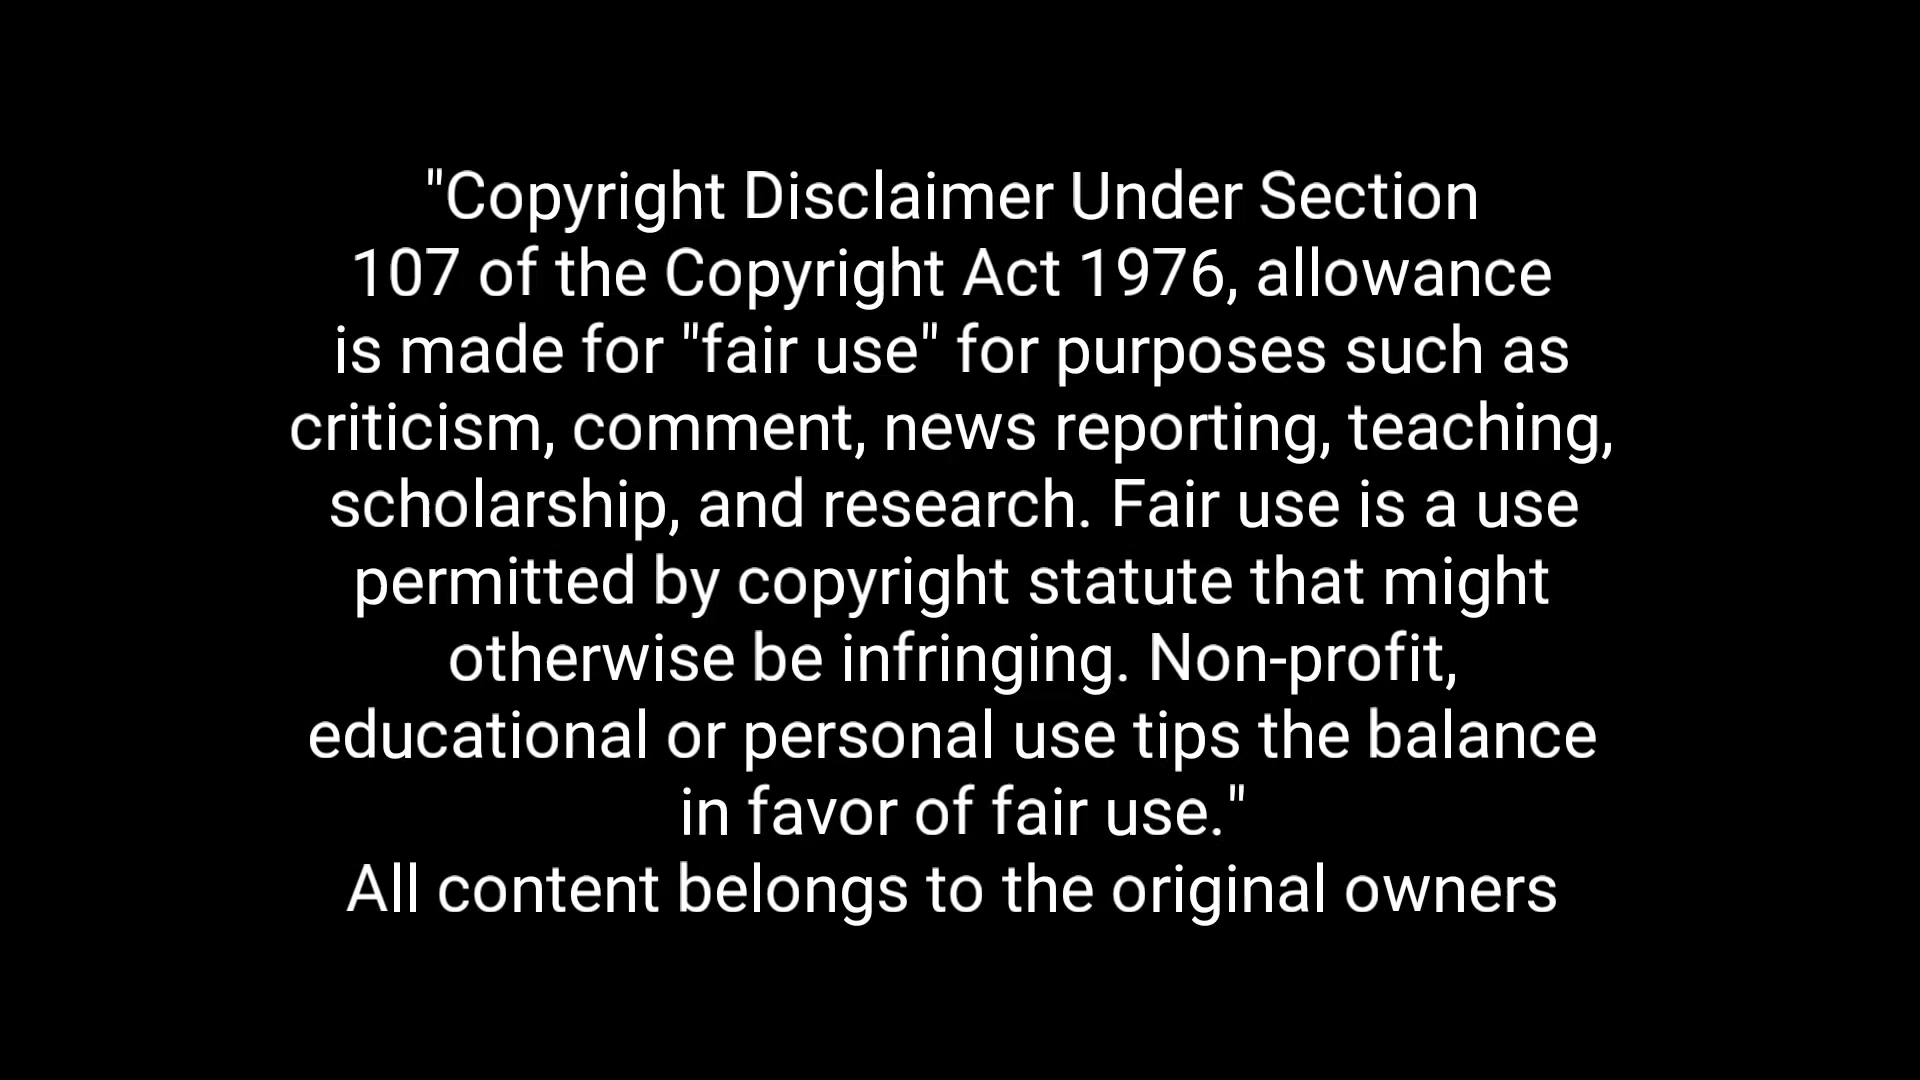 "Copyright Disclaimer Under Section
107 of the Copyright Act 1976, allowance
is made for "fair use" for purposes such as
criticism, comment, news reporting, teaching,
scholarship, and research. Fair use is a use
permitted by copyright statute that might
otherwise be infringing. Non-profit,
educational or personal use tips the balance
in favor of fair use."
All content belongs to the original owners